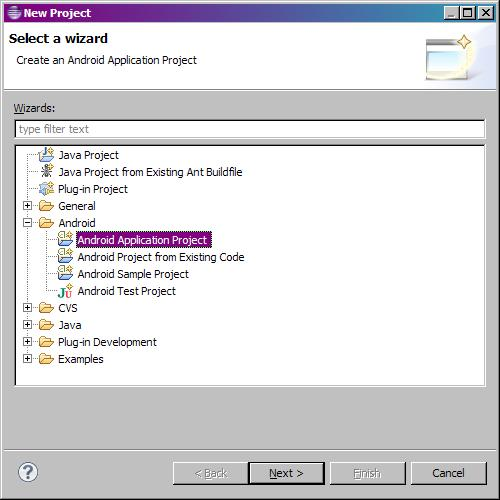 New Project
Select a wizard
Create an Android Application Project
Wizards:
type filter text
Java Project
Java Project from Existing Ant Buildfile
Plug-in Project
General
Android
Android Application Project
Android Project from Existing Code
Android Sample Project
Android Test Project
CVS
Java
Plug-in Development
Examples
? < Back Next > Finish Cancel